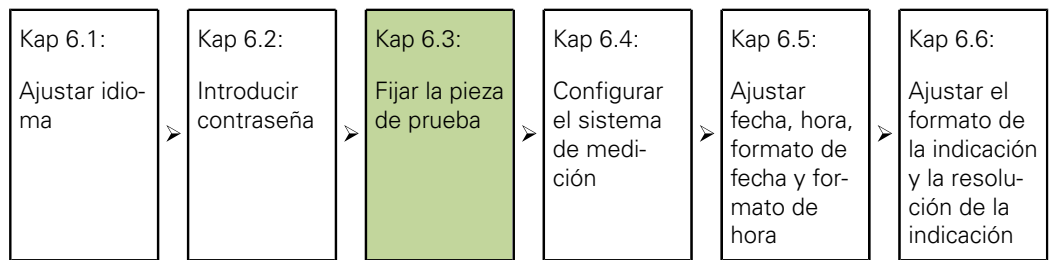 Kap 6.1:
Ajustar idio-
ma
Kap 6.2:
Introducir
contraseña
Kap 6.3:
Fijar la pieza
de prueba
Kap 6.4:
Configurar
el sistema
de medi-
ción
Kap 6.5:
Ajustar
fecha, hora,
formato de
fecha y for-
mato de
hora
Kap 6.6:
Ajustar el
formato de
la indicación
y la resolu-
ción de la
indicación